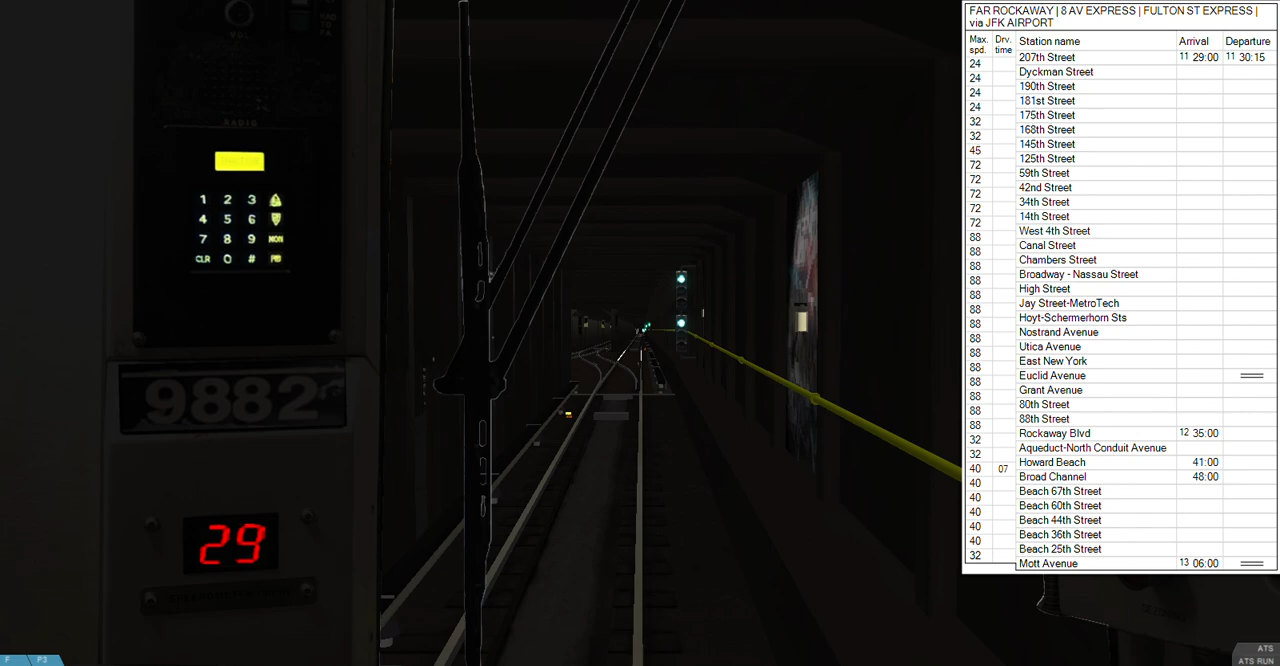 VOL
RADIO
1 2 3
4 5 6
7 8 9 MON
CLR 0 # PB
9882
29
F P3
FAR ROCKAWAY | 8 AV EXPRESS | FULTON ST EXPRESS |
via JFK AIRPORT
Max. spd. Drv. time Station name Arrival Departure
207th Street 11 29:00 11 30:15
24
Dyckman Street
24
190th Street
24
181st Street
24
175th Street
32
168th Street
32
145th Street
45
125th Street
72
59th Street
72
42nd Street
72
34th Street
72
14th Street
72
West 4th Street
88
Canal Street
88
Chambers Street
88
Broadway - Nassau Street
88
High Street
88
Jay Street-MetroTech
88
Hoyt-Schermerhorn Sts
88
Nostrand Avenue
88
Utica Avenue
88
East New York
88
Euclid Avenue
88
Grant Avenue
88
80th Street
88
88th Street
88
Rockaway Blvd 12 35:00
32
Aqueduct-North Conduit Avenue
32
Howard Beach 41:00
40 07
Broad Channel 48:00
40
Beach 67th Street
40
Beach 60th Street
40
Beach 44th Street
40
Beach 36th Street
40
Beach 25th Street
32
Mott Avenue 13 06:00
ATS
ATS RUN